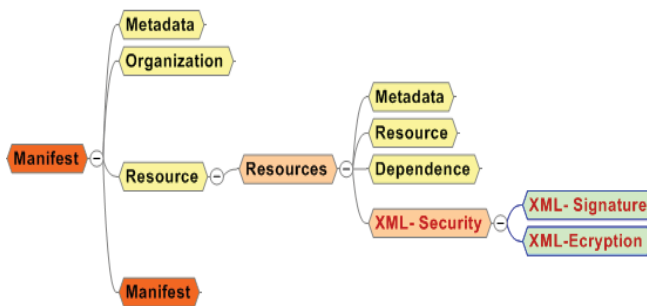 Manifest
Metadata
Organization
Resource
Manifest
Resources
Metadata
Resource
Dependence
XML- Security
XML- Signature
XML-Ecryption